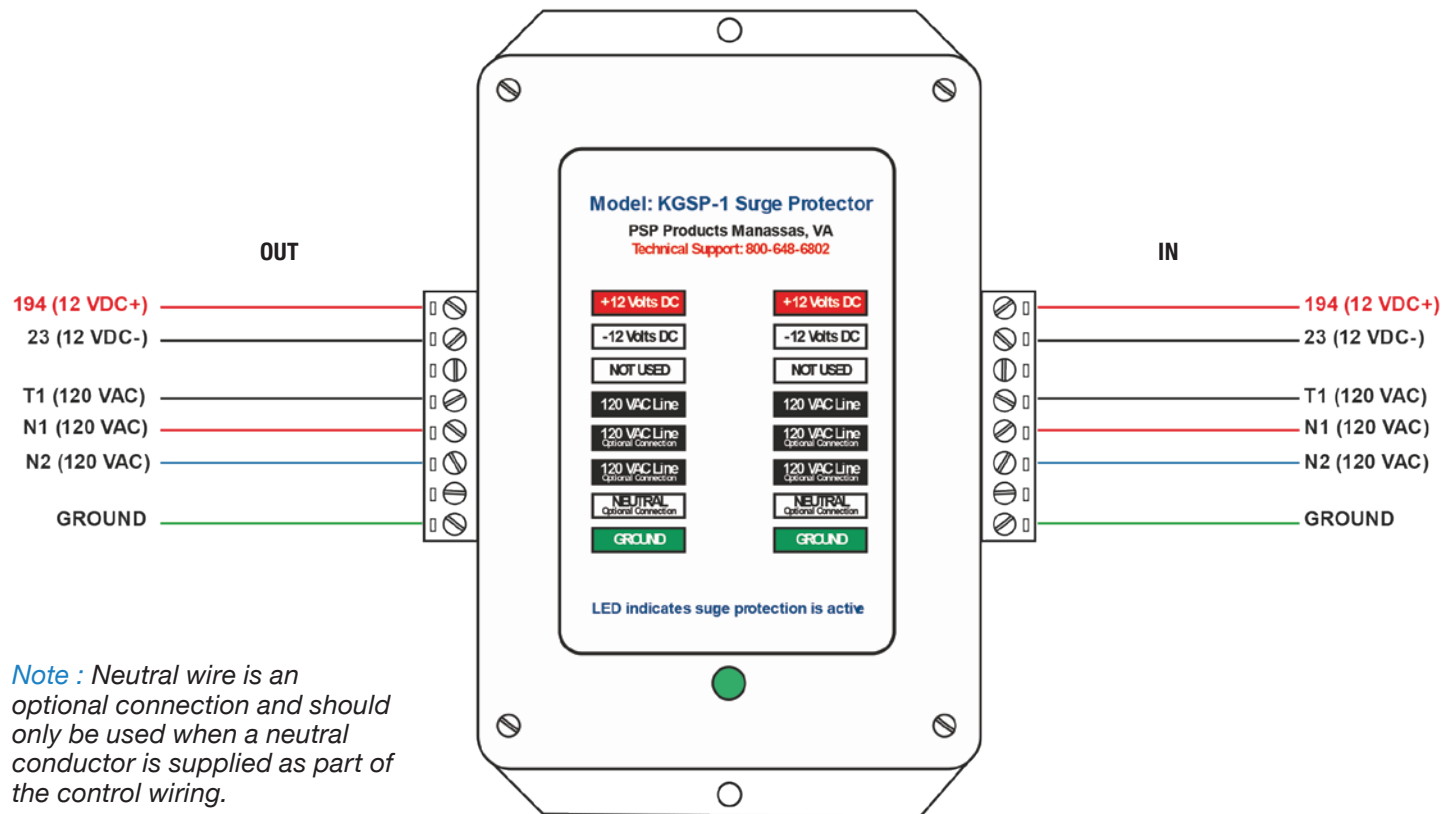 Model: KGSP-1 Surge Protector
PSP Products Manassas, VA
Technical Support: 800-648-6802
OUT
IN
194 (12 VDC+)
23 (12 VDC-)
T1 (120 VAC)
N1 (120 VAC)
N2 (120 VAC)
GROUND
+12 Volts DC
-12 Volts DC
NOT USED
120 VAC Line
120 VAC Line
Optional Connection
120 VAC Line
Optional Connection
NEUTRAL
Optional Connection
GROUND
+12 Volts DC
-12 Volts DC
NOT USED
120 VAC Line
120 VAC Line
Optional Connection
120 VAC Line
Optional Connection
NEUTRAL
Optional Connection
GROUND
194 (12 VDC+)
23 (12 VDC-)
T1 (120 VAC)
N1 (120 VAC)
N2 (120 VAC)
GROUND
LED indicates suge protection is active
Note : Neutral wire is an
optional connection and should
only be used when a neutral
conductor is supplied as part of
the control wiring.